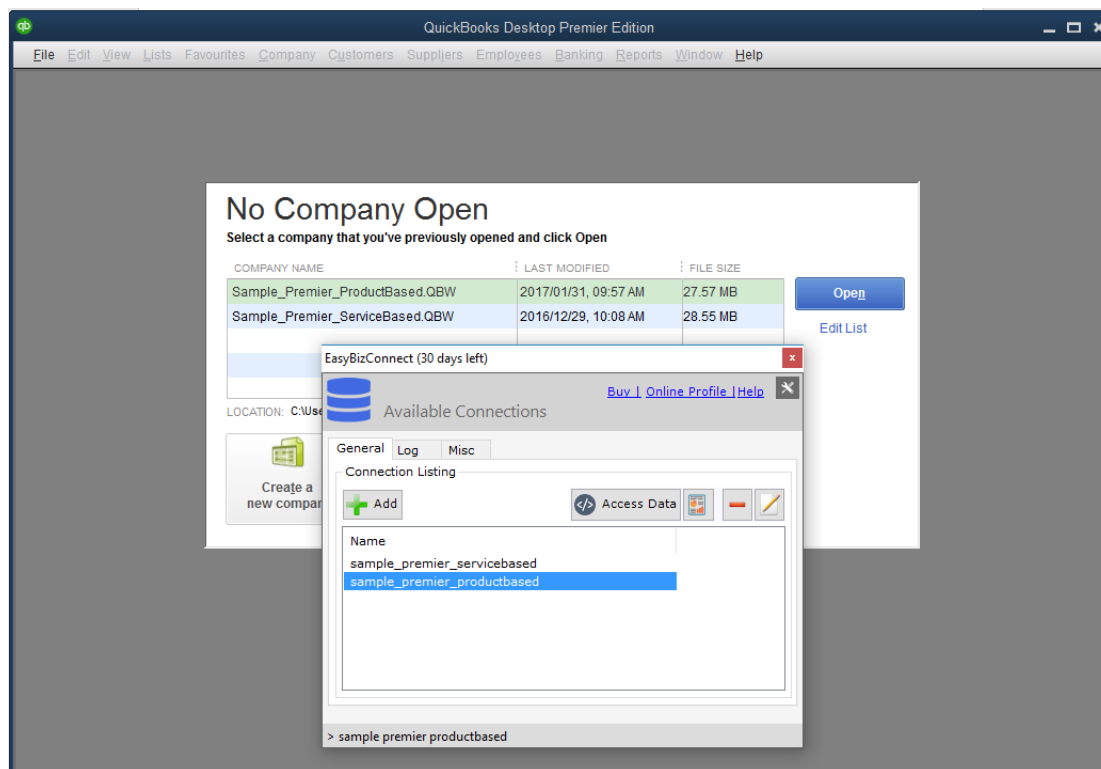 qb
QuickBooks Desktop Premier Edition
File Edit View Lists Favourites Company Customers Suppliers Employees Banking Reports Window Help
No Company Open
Select a company that you've previously opened and click Open
COMPANY NAME LAST MODIFIED FILE SIZE
Sample_Premier_ProductBased.QBW 2017/01/31, 09:57 AM 27.57 MB
Open
Sample_Premier_ServiceBased.QBW 2016/12/29, 10:08 AM 28.55 MB
Edit List
LOCATION: C:\Use
Create a
new compan
EasyBizConnect (30 days left)
x
Buy | Online Profile | Help
Available Connections
General Log Misc
Connection Listing
Add </> Access Data
Name
sample_premier_servicebased
sample_premier_productbased
> sample premier productbased